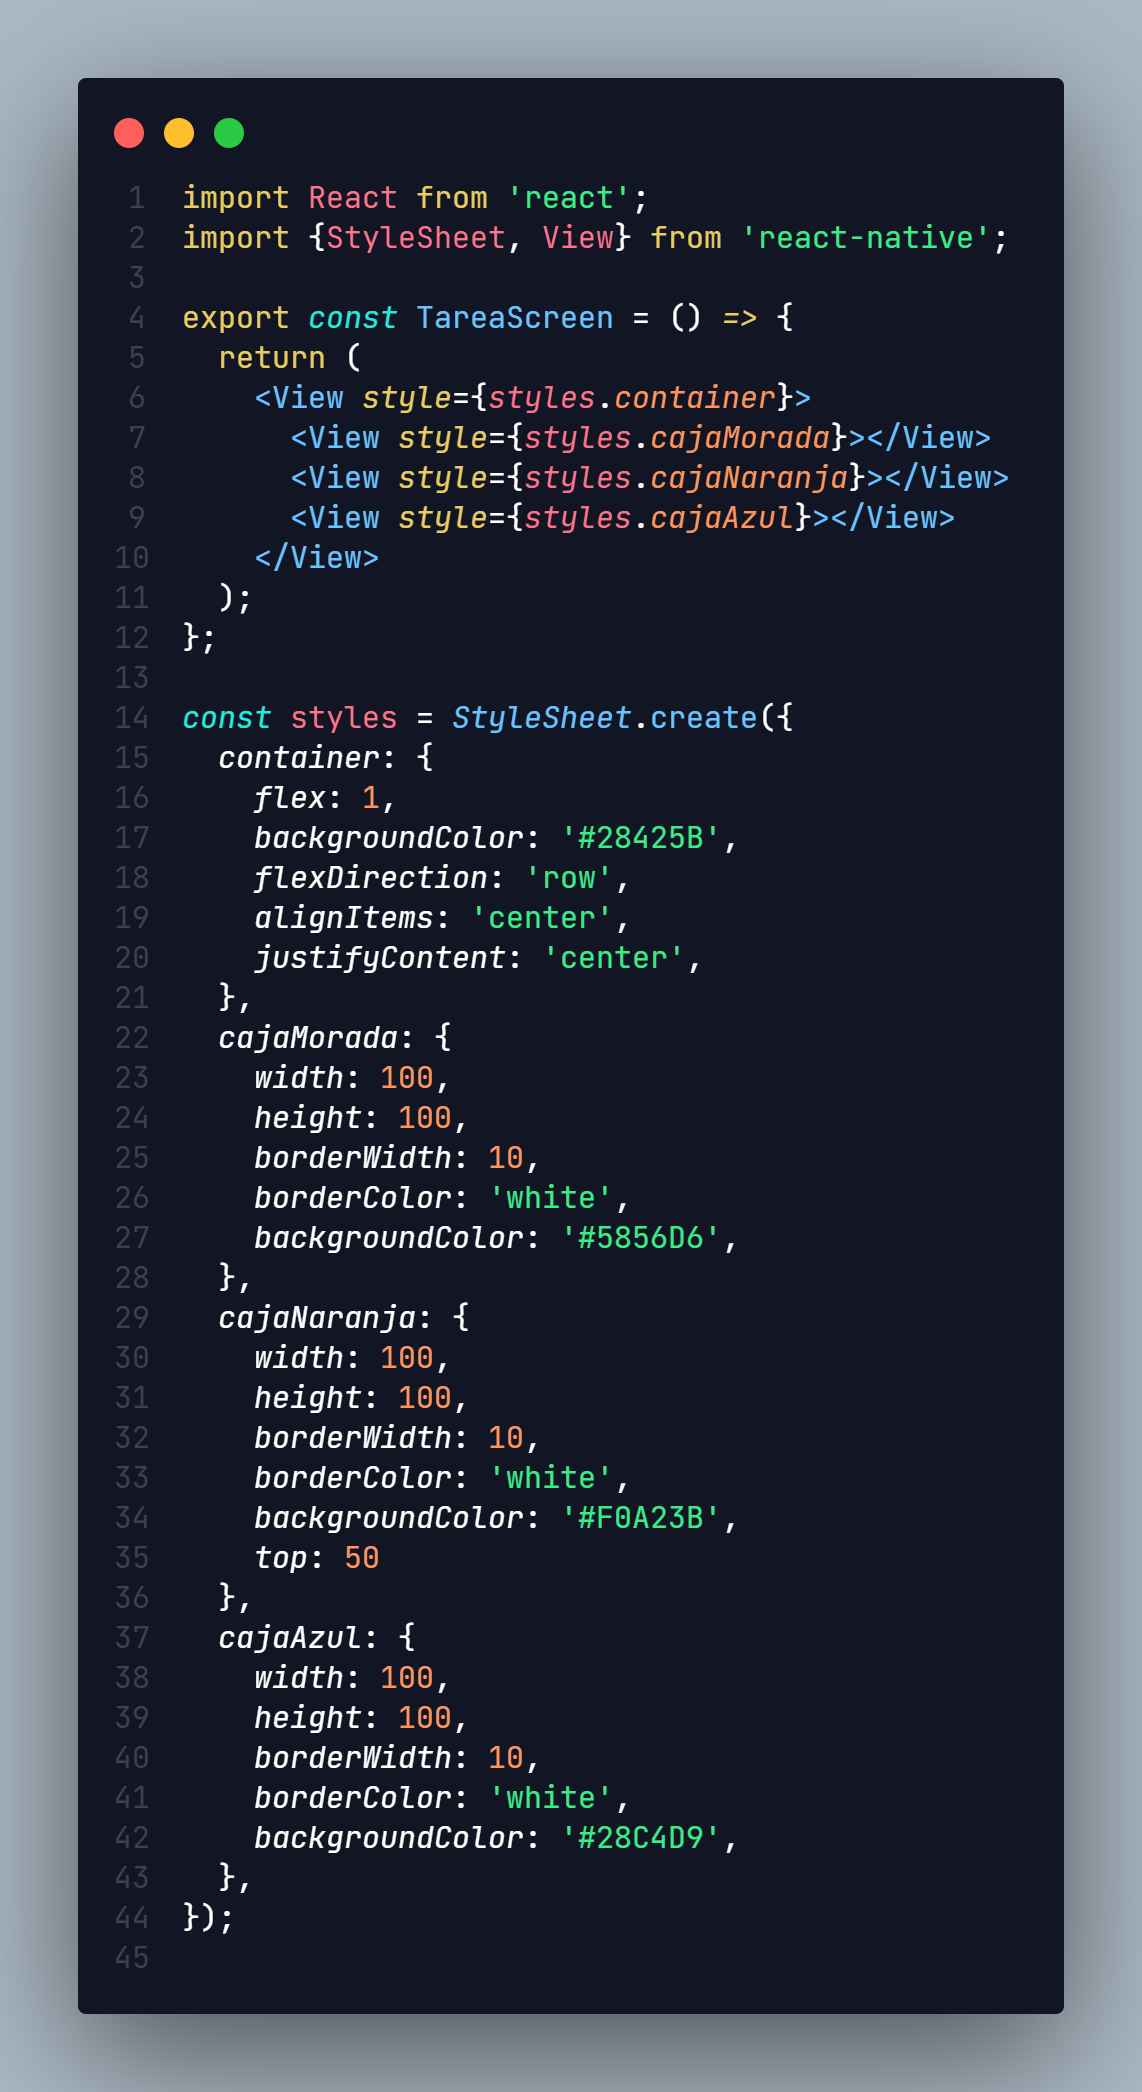 1 import React from 'react';
2 import {StyleSheet, View} from 'react-native';
3
4 export const TareaScreen = () => {
5   return (
6     <View style={styles.container}>
7       <View style={styles.cajaMorada}></View>
8       <View style={styles.cajaNaranja}></View>
9       <View style={styles.cajaAzul}></View>
10     </View>
11   );
12 };
13
14 const styles = StyleSheet.create({
15   container: {
16     flex: 1,
17     backgroundColor: '#28425B',
18     flexDirection: 'row',
19     alignItems: 'center',
20     justifyContent: 'center',
21   },
22   cajaMorada: {
23     width: 100,
24     height: 100,
25     borderWidth: 10,
26     borderColor: 'white',
27     backgroundColor: '#5856D6',
28   },
29   cajaNaranja: {
30     width: 100,
31     height: 100,
32     borderWidth: 10,
33     borderColor: 'white',
34     backgroundColor: '#F0A23B',
35     top: 50
36   },
37   cajaAzul: {
38     width: 100,
39     height: 100,
40     borderWidth: 10,
41     borderColor: 'white',
42     backgroundColor: '#28C4D9',
43   },
44 });
45